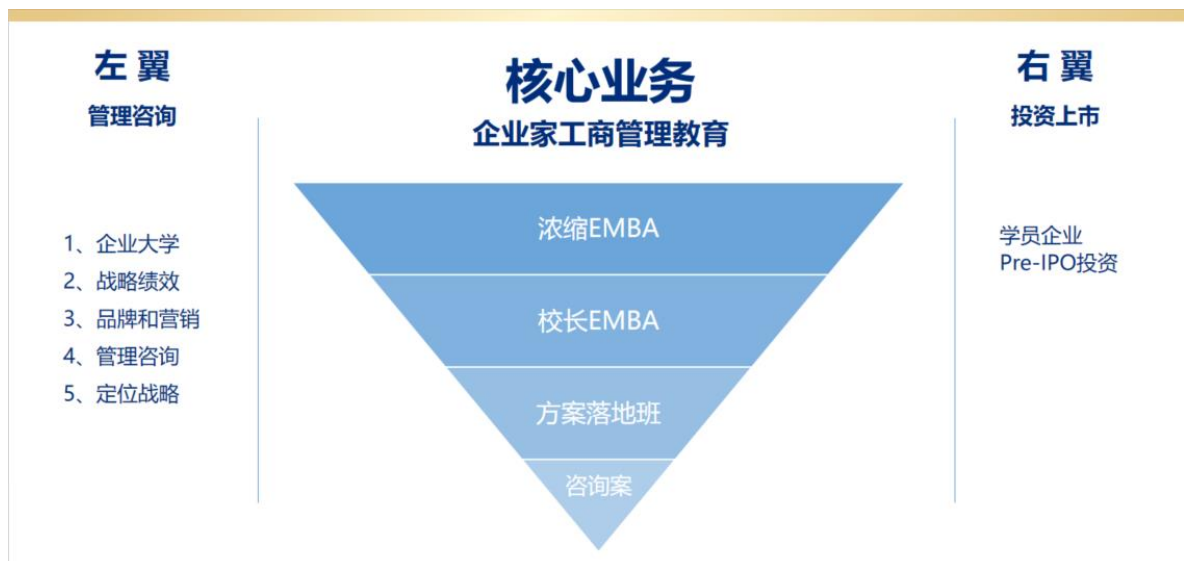 左翼
管理咨询
1、企业大学
2、战略绩效
3、品牌和营销
4、管理咨询
5、定位战略
核心业务
企业家工商管理教育
浓缩EMBA
校长EMBA
方案落地班
咨询案
右翼
投资上市
学员企业
Pre-IPO投资